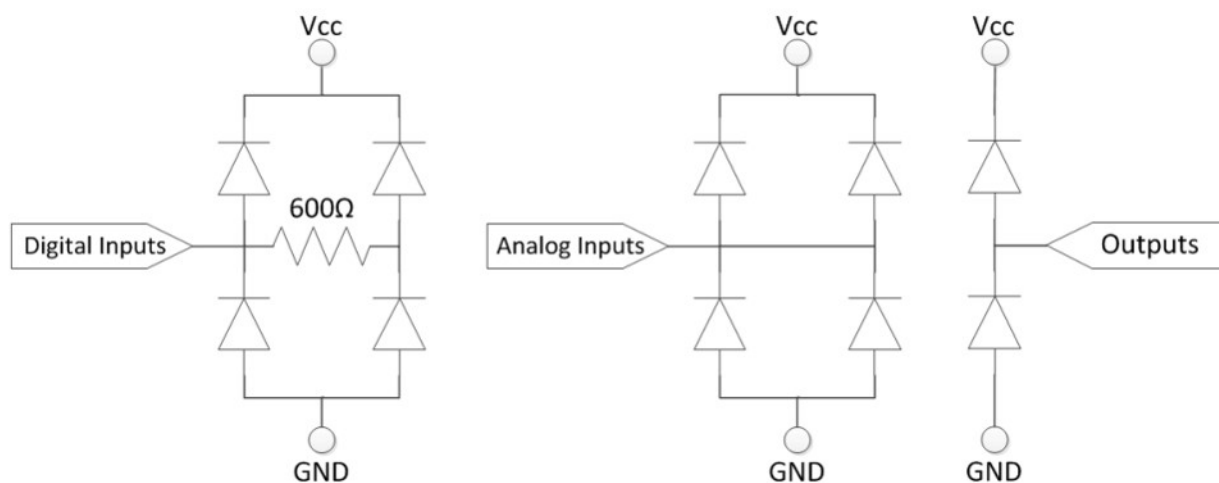 Vcc
600Ω
Digital Inputs
GND
Vcc
Analog Inputs
GND
Vcc
Outputs
GND